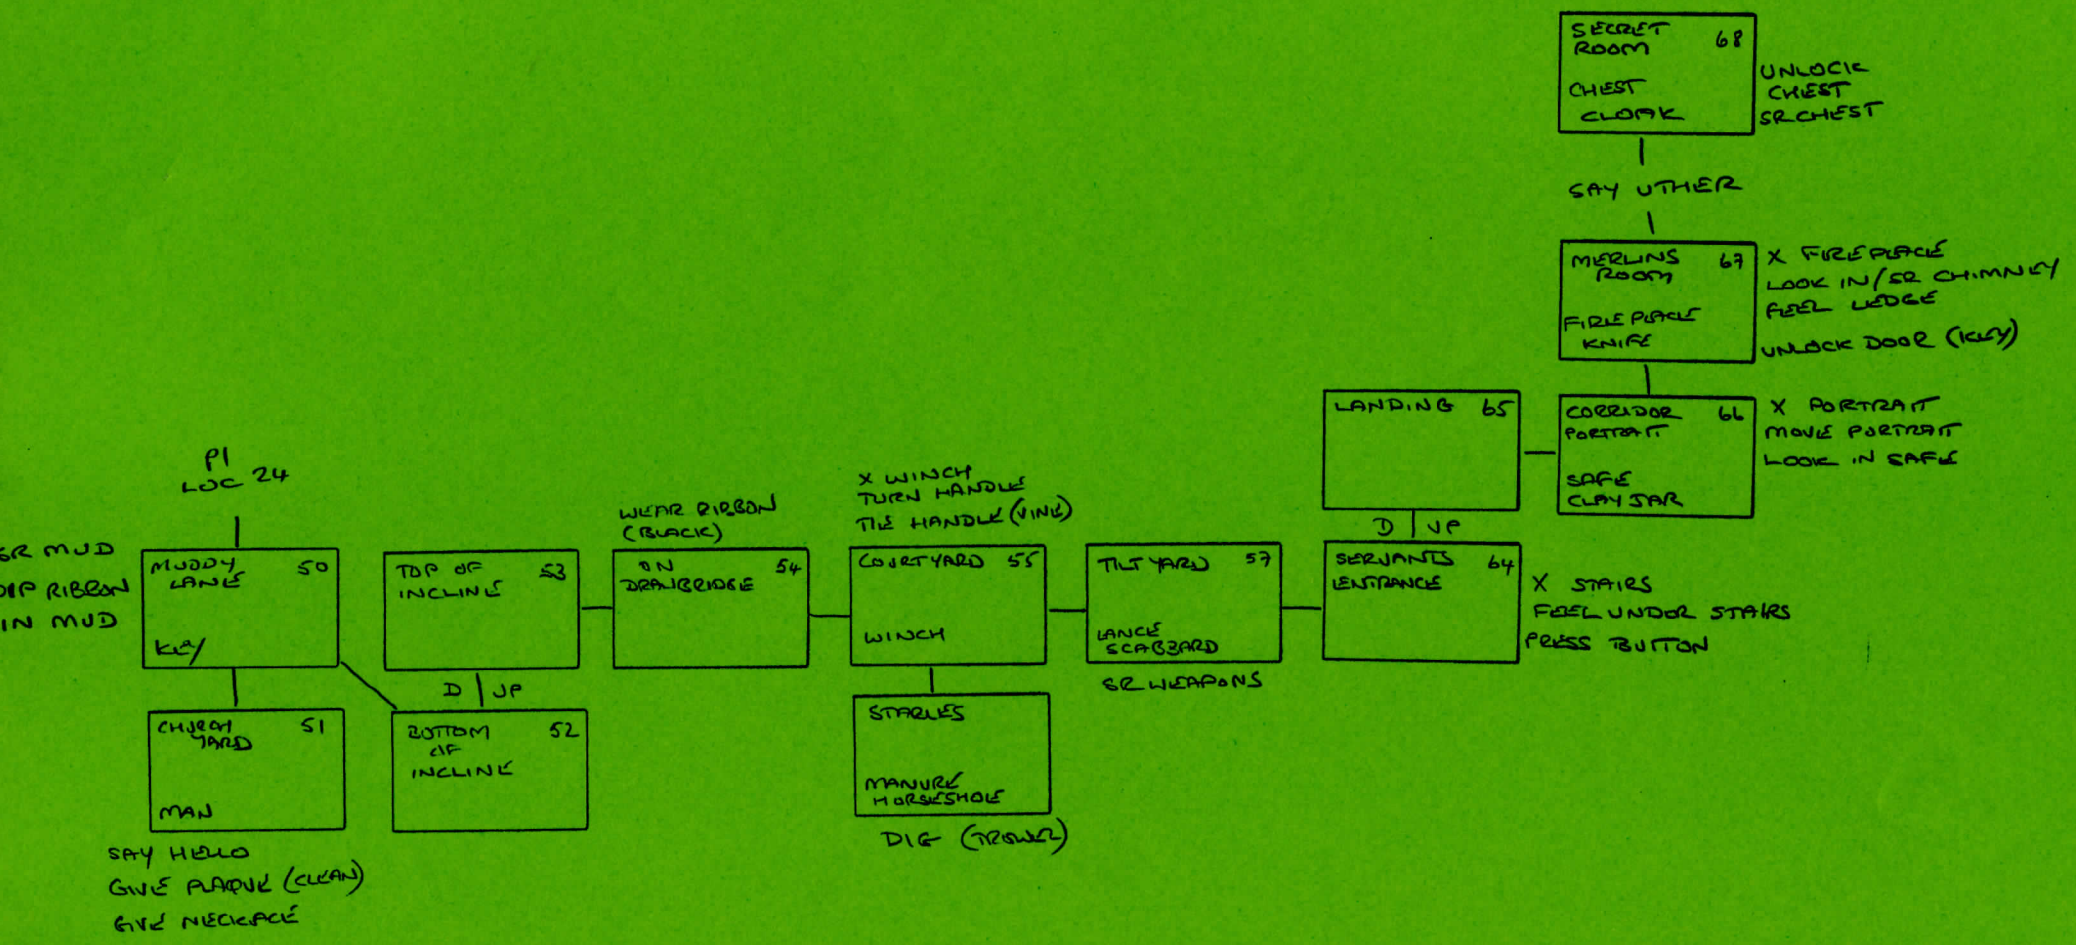 SECRET
ROOM 68
CHEST
CLOAK
UNLOCK
CHEST
SR CHEST
SAY UTHER
MERLINS
ROOM 67
FIREPLACE
KNIFE
X FIREPLACE
LOOK IN/SR CHIMNEY
FEEL LEDGE
UNLOCK DOOR (KEY)
LANDING 65
CORRIDOR 66
PORTRAIT
SAFE
CLAY JAR
X PORTRAIT
MOVE PORTRAIT
LOOK IN SAFE
D UP
P1
LOC 24
SR MUD
DIP RIBBON
IN MUD
MUDDY
LANE 50
KEY
TOP OF
INCLINE 53
WEAR RIBBON
(BLACK)
ON
DRAWBRIDGE 54
X WINCH
TURN HANDLE
TIE HANDLE (VINE)
COURTYARD 55
WINCH
TILT YARD 57
LANCE
SCABBARD
SR WEAPONS
SERVANTS
ENTRANCE 64
X STAIRS
FEEL UNDER STAIRS
PRESS BUTTON
D UP
CHURCH
YARD 51
MAN
SAY HELLO
GIVE PLAQUE (CLEAN)
GIVE NECKLACE
BOTTOM
OF
INCLINE 52
STABLES
MANURE
HORSESHOE
DIG (TROWEL)